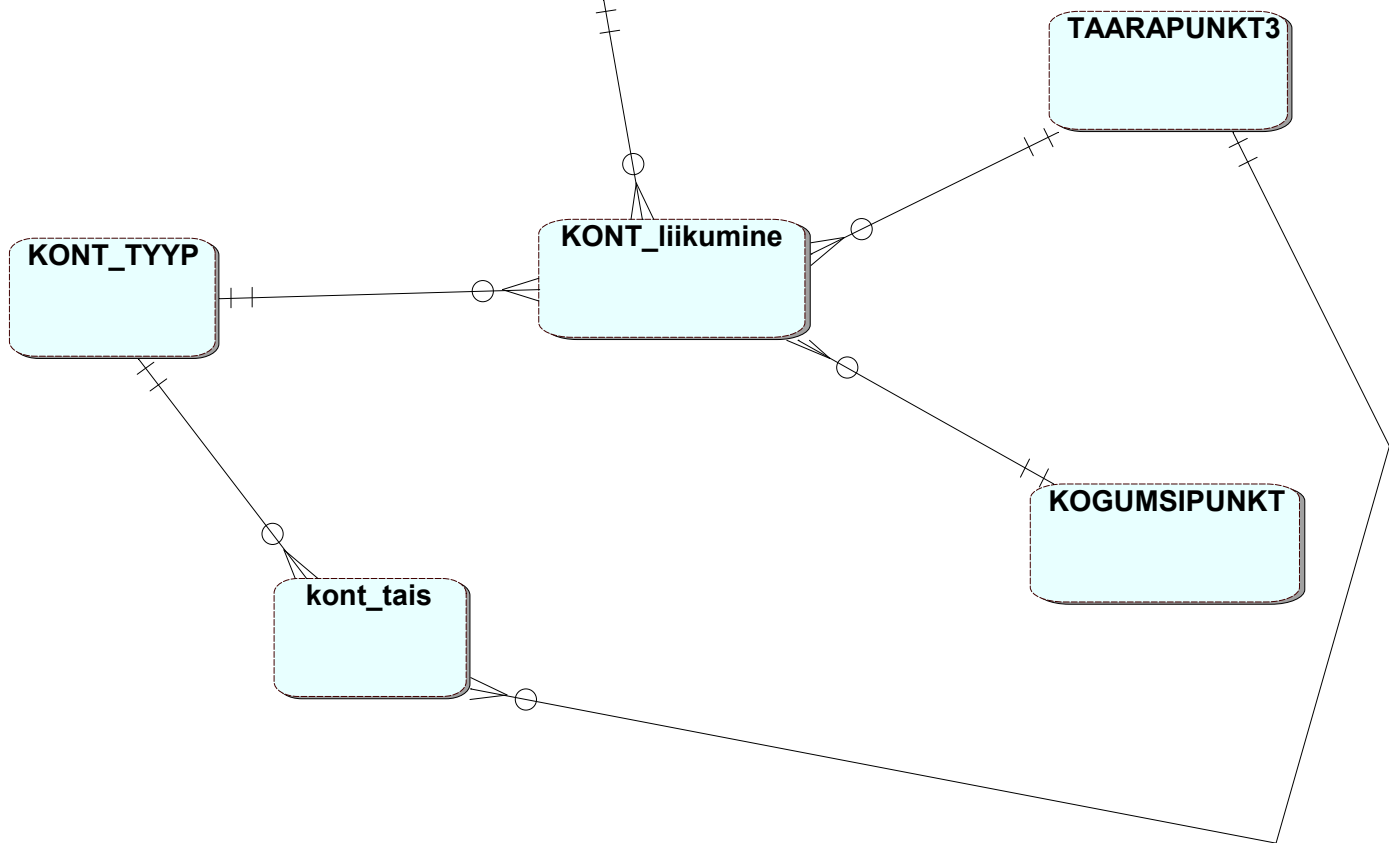 TAARAPUNKT3
KONT_liikumine
KONT_TYYP
KOGUMSIPUNKT
kont_tais